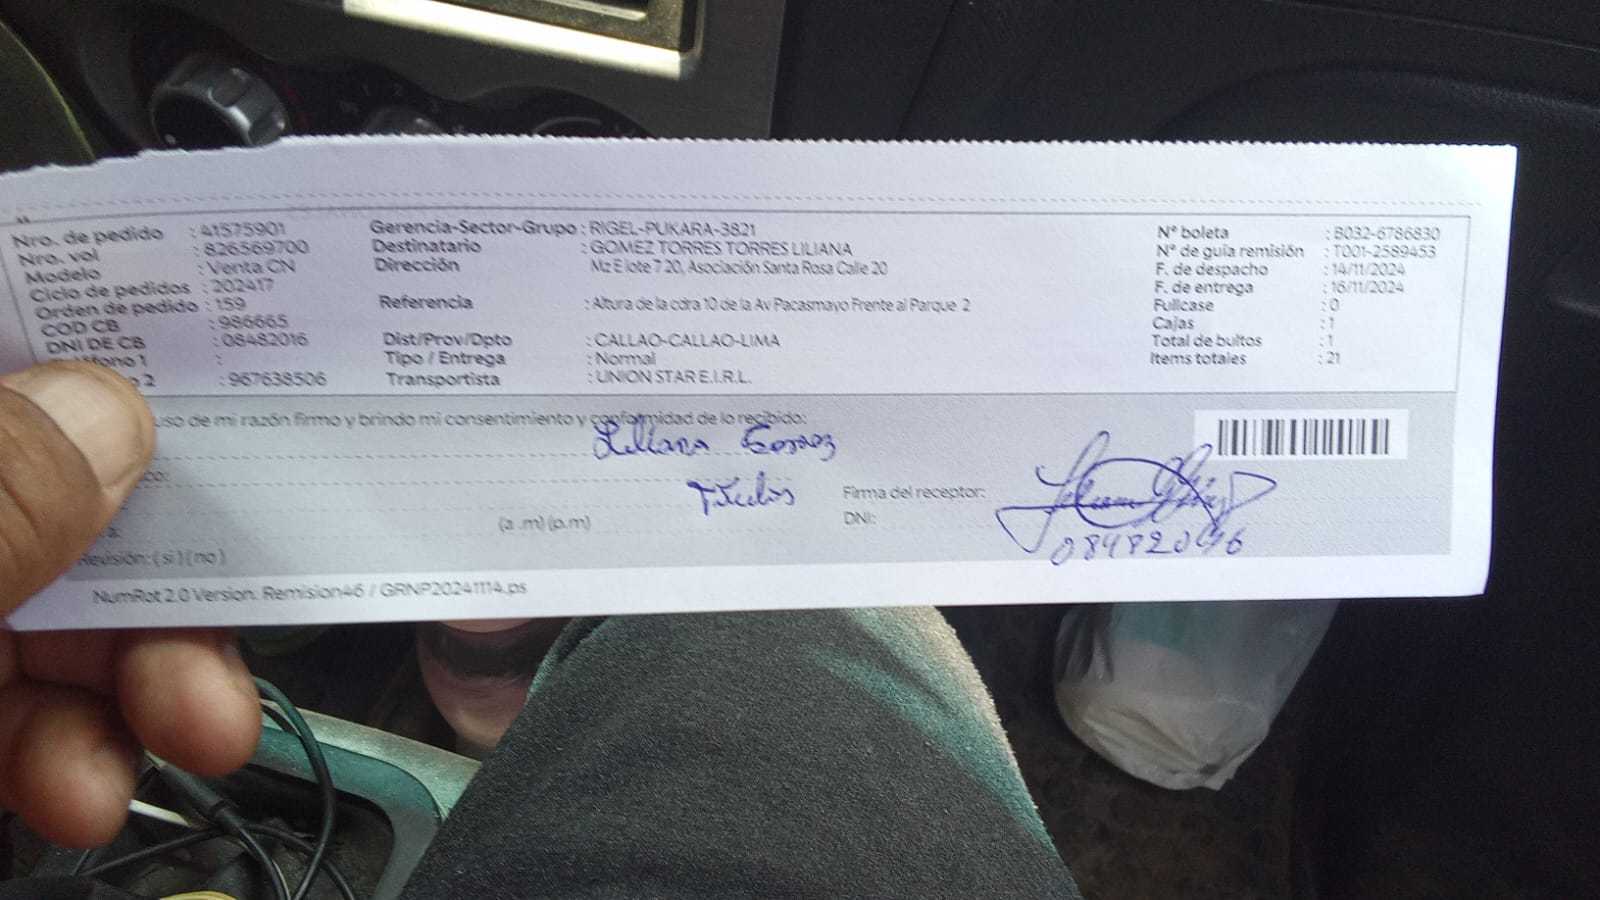 Nro. de pedido : 41575901
Nro. vol : 826569700
Modelo : Venta CN
Ciclo de pedidos : 202417
Orden de pedido : 159
COD CB : 986665
DNI DE CB : 08482016
Teléfono 1 :
2 : 967638506
Gerencia-Sector-Grupo : RIGEL-PUKARA-3821
Destinatario : GOMEZ TORRES TORRES LILIANA
Dirección Mz E lote 7 20, Asociación Santa Rosa Calle 20
Referencia : Altura de la cdra 10 de la Av Pacasmayo Frente al Parque 2
Dist/Prov/Dpto : CALLAO-CALLAO-LIMA
Tipo / Entrega : Normal
Transportista : UNION STAR E.I.R.L.
Nº boleta : B032-6786830
Nº de guía remisión : T001-2589453
F. de despacho : 14/11/2024
F. de entrega : 16/11/2024
Fullcase : 0
Cajas : 1
Total de bultos : 1
Items totales : 21
uso de mi razón firmo y brindo mi consentimiento y conformidad de lo recibido:
Liliana Gomez
Titular
Firma del receptor:
DNI:
08482016
(a .m) (p.m)
Revisión: ( si ) ( no )
NumRot 2.0 Version. Remision46 / GRNP20241114.ps